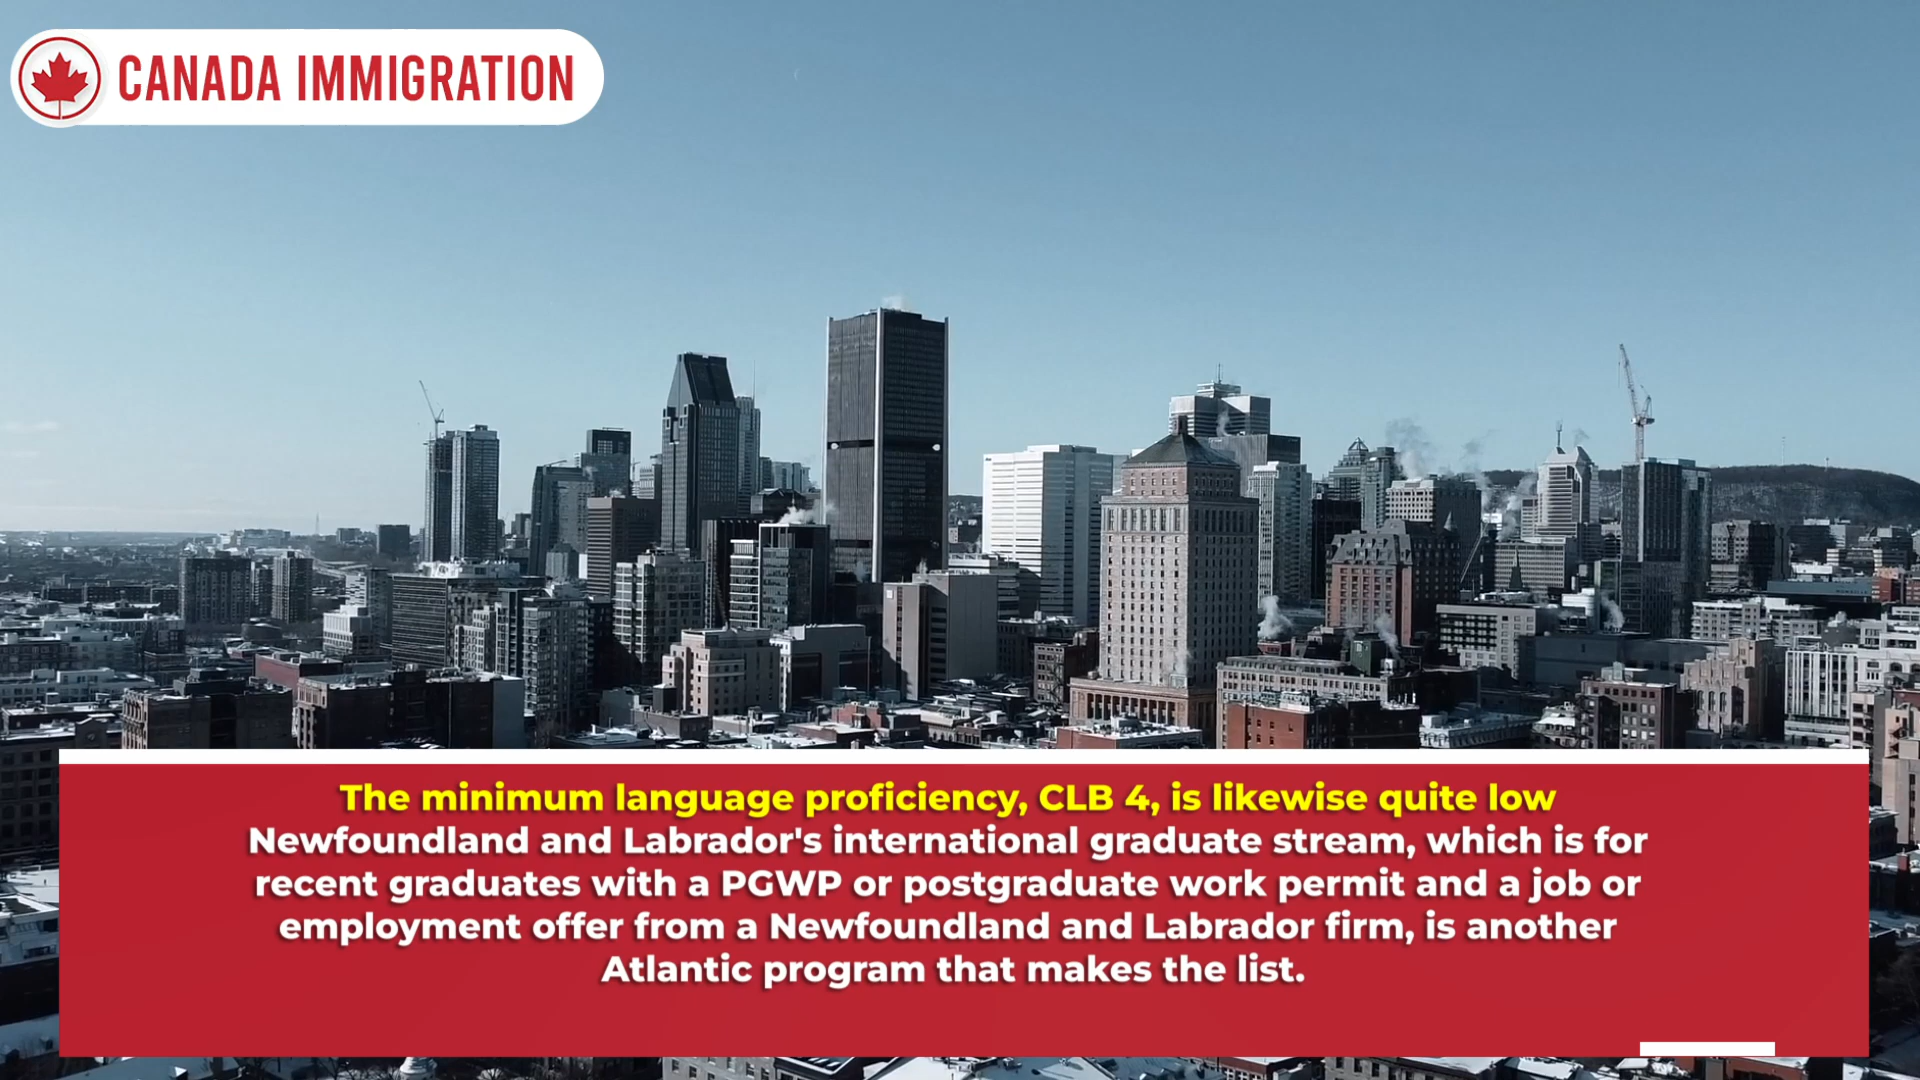 CANADA IMMIGRATION
The minimum language proficiency, CLB 4, is likewise quite low
Newfoundland and Labrador's international graduate stream, which is for
recent graduates with a PGWP or postgraduate work permit and a job or
employment offer from a Newfoundland and Labrador firm, is another
Atlantic program that makes the list.